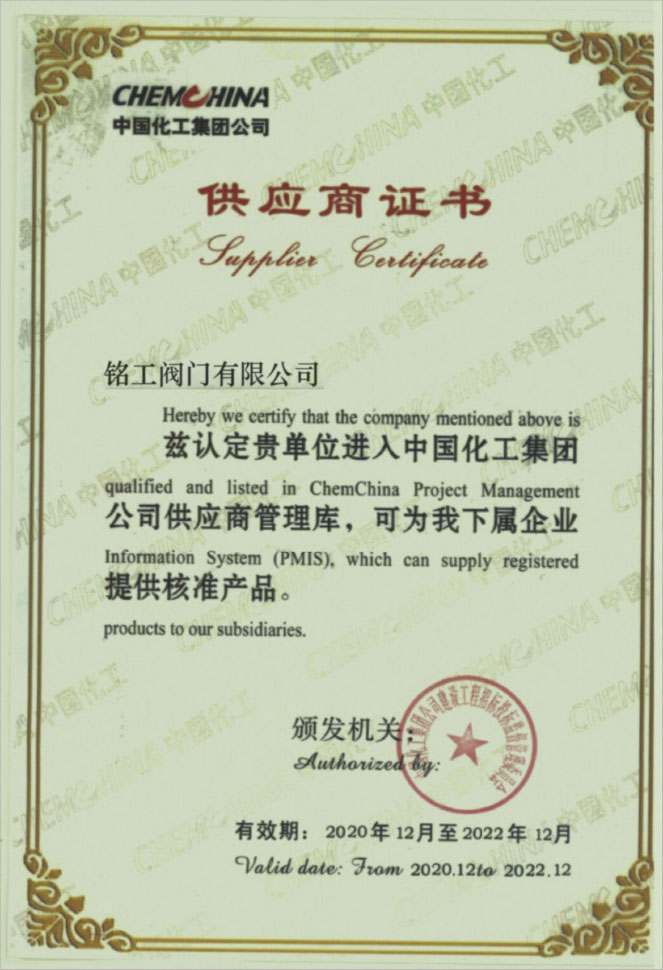 CHEMCHINA
中国化工集团公司
供应商证书
Supplier Certificate
铭工阀门有限公司
Hereby we certify that the company mentioned above is
兹认定贵单位进入中国化工集团
qualified and listed in ChemChina Project Management
公司供应商管理库，可为我下属企业
Information System (PMIS), which can supply registered
提供核准产品。
products to our subsidiaries.
颁发机关：
Authorized by:
有效期：2020年12月至2022年12月
Valid date: From 2020.12to 2022.12